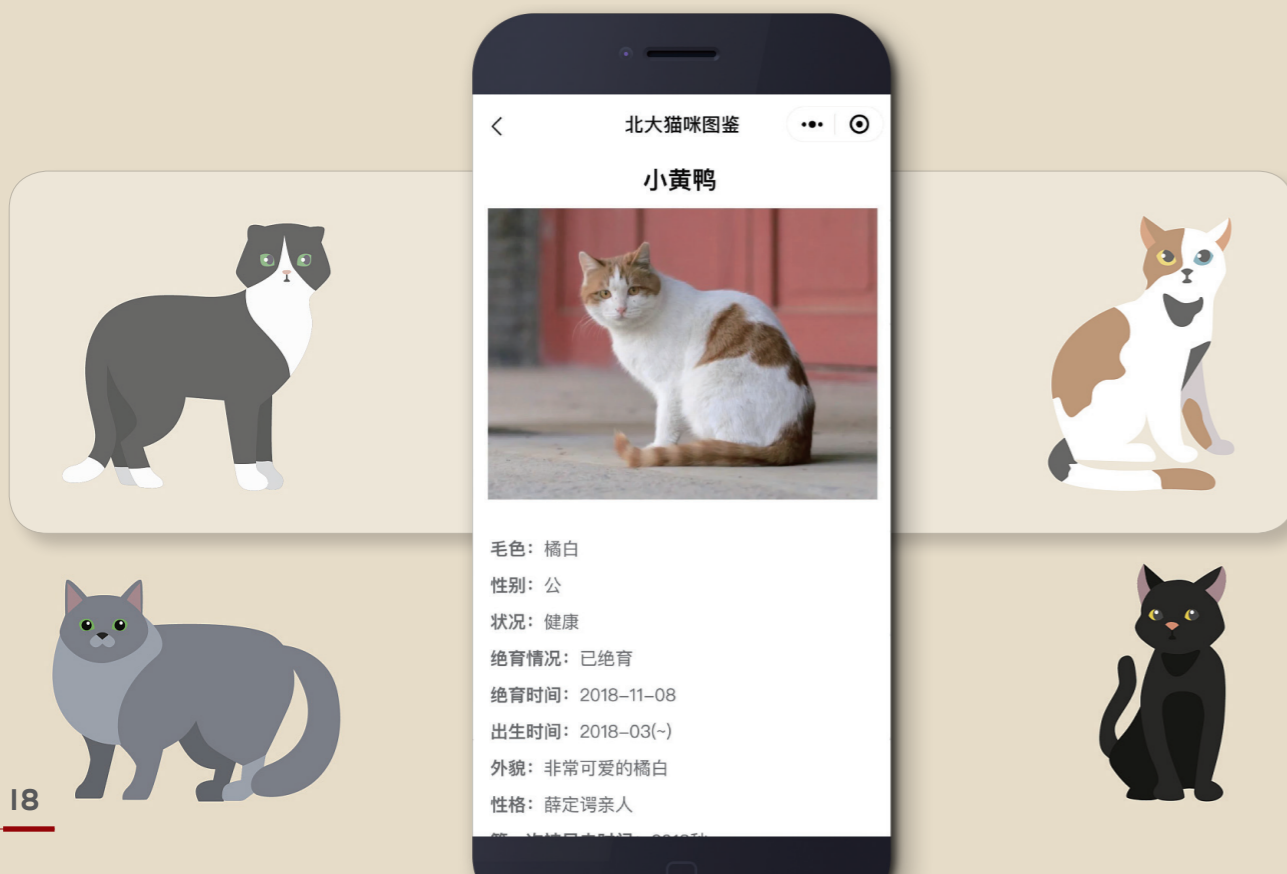 北大猫咪图鉴
小黄鸭
毛色：橘白
性别：公
状况：健康
绝育情况：已绝育
绝育时间：2018-11-08
出生时间：2018-03(~)
外貌：非常可爱的橘白
性格：薛定谔亲人
18